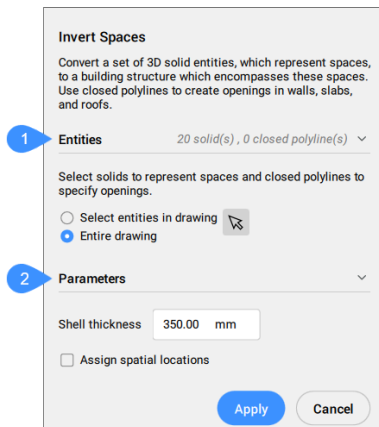 Invert Spaces
Convert a set of 3D solid entities, which represent spaces,
to a building structure which encompasses these spaces.
Use closed polylines to create openings in walls, slabs,
and roofs.
1
Entities 20 solid(s) , 0 closed polyline(s)
Select solids to represent spaces and closed polylines to
specify openings.
Select entities in drawing
Entire drawing
2
Parameters
Shell thickness 350.00 mm
Assign spatial locations
Apply Cancel